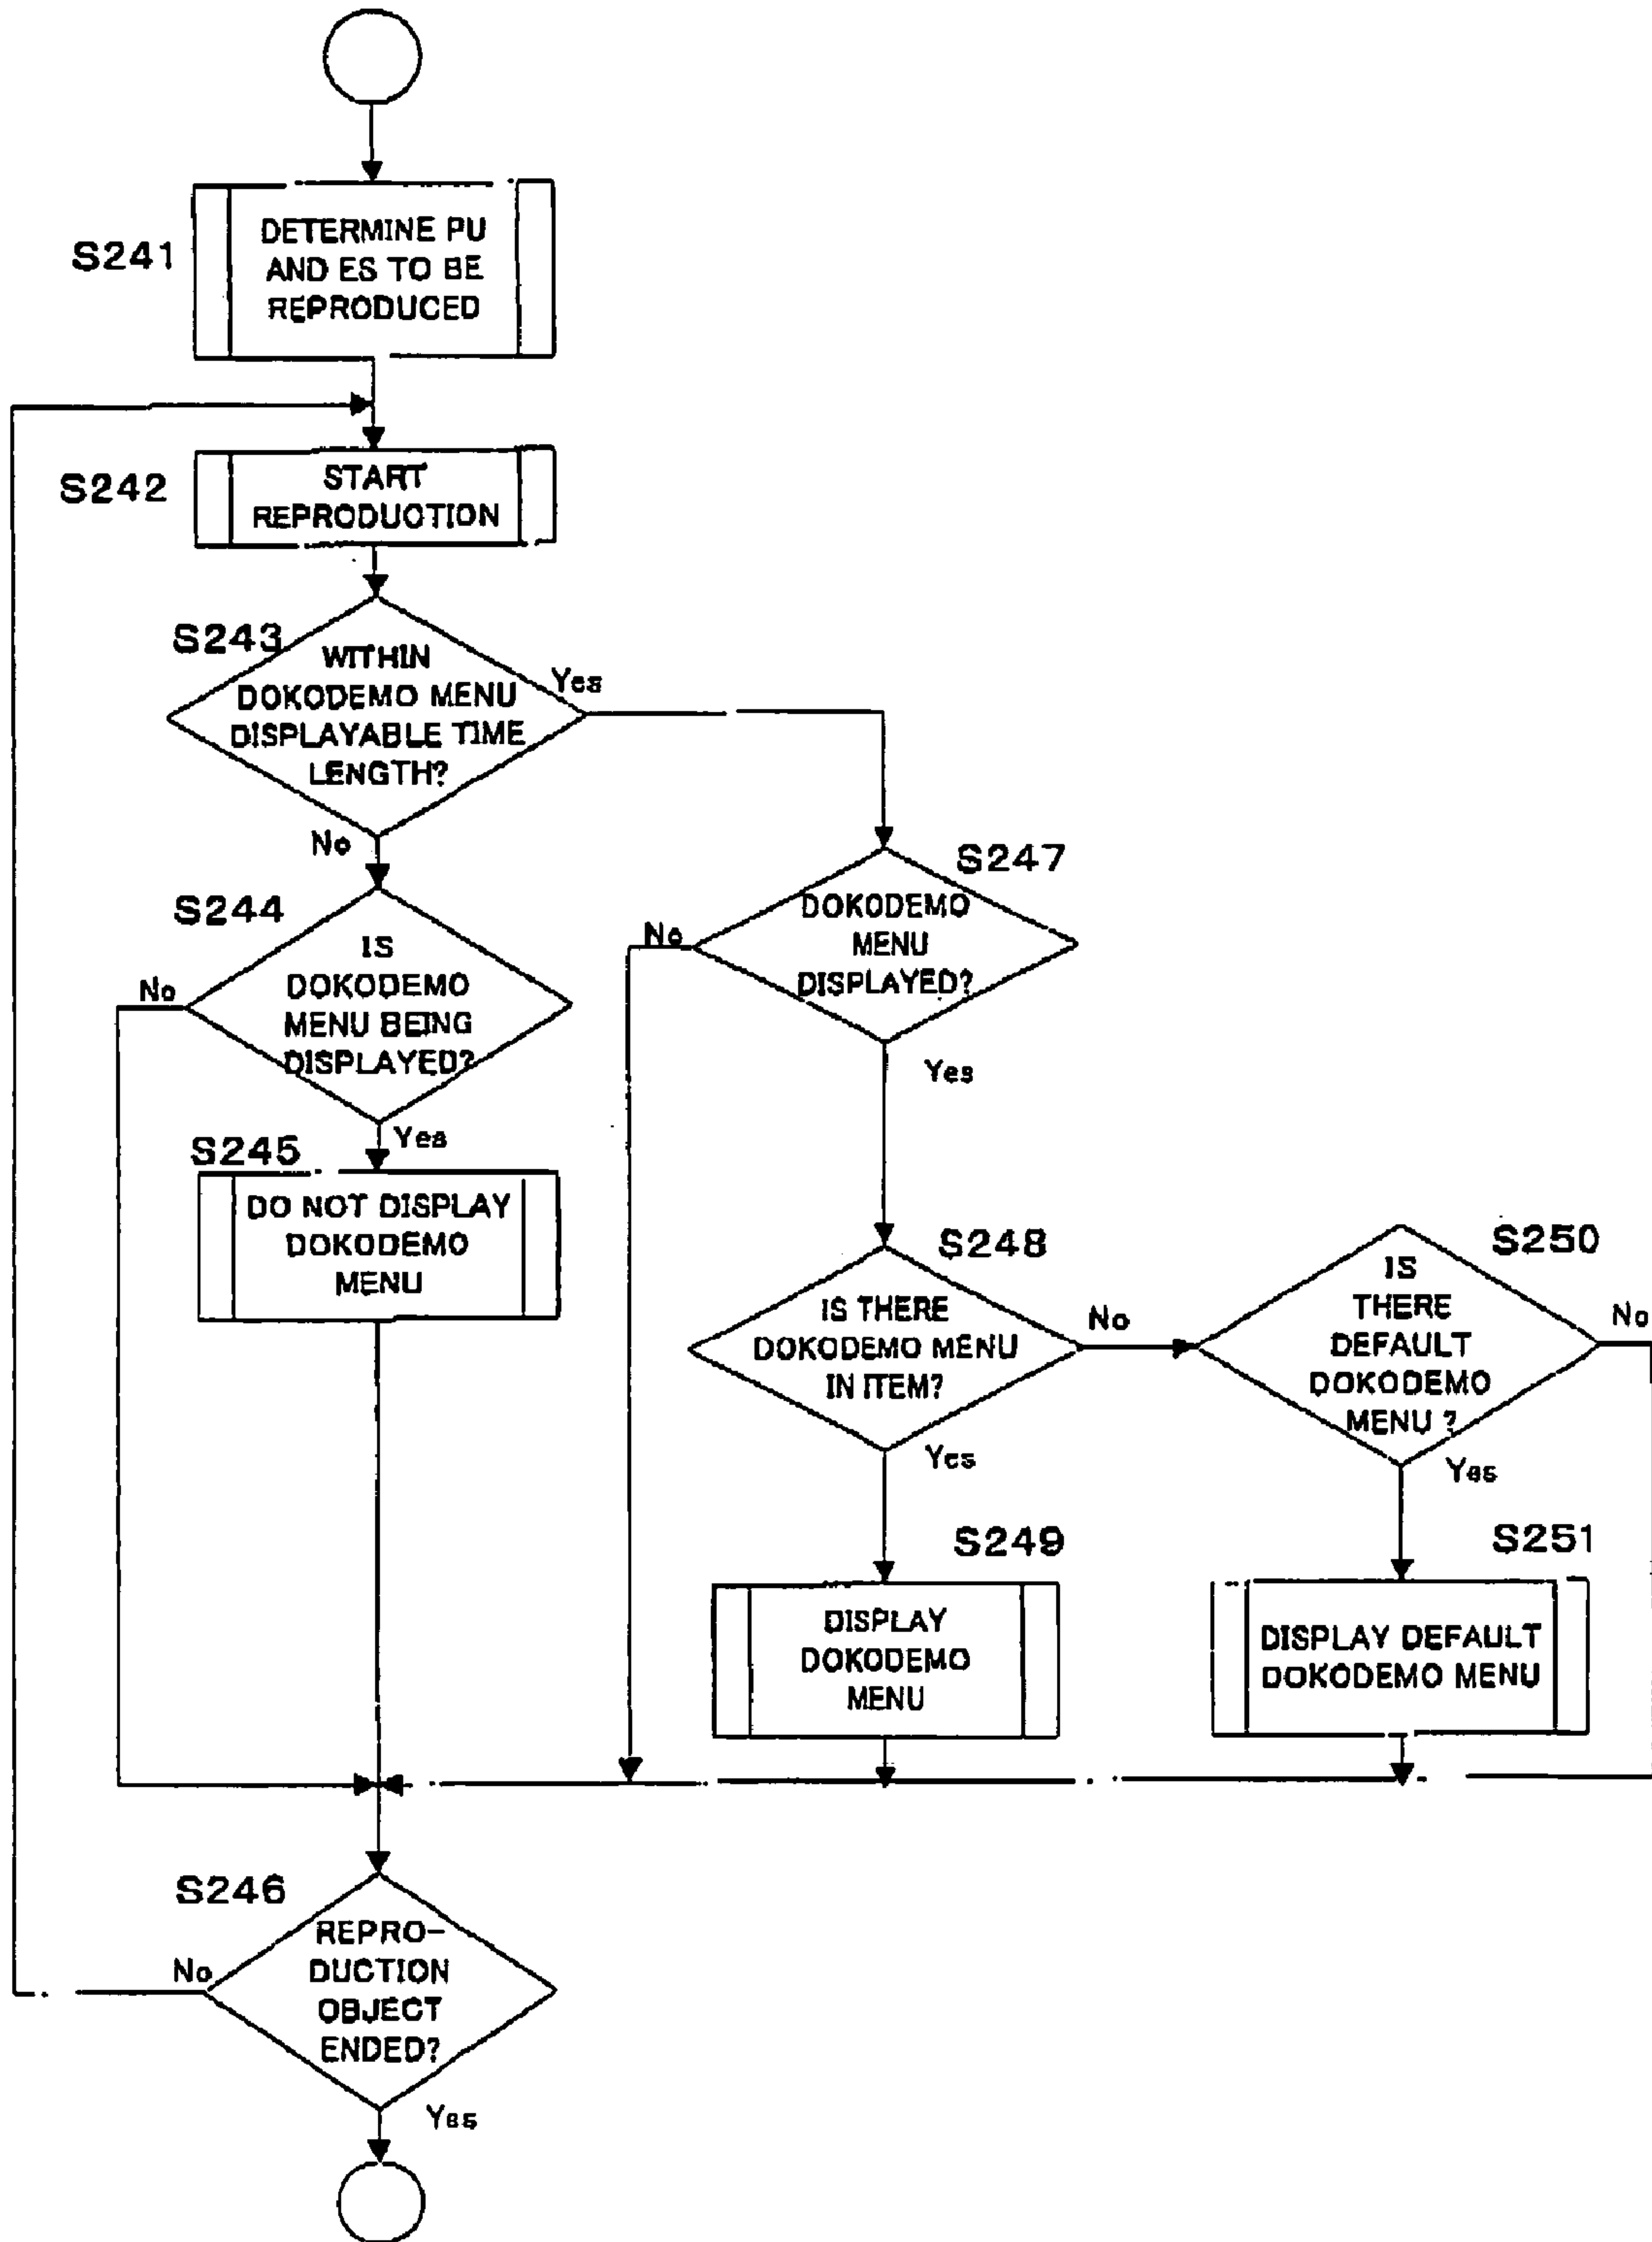 S241
DETERMINE PU
AND ES TO BE
REPRODUCED
S242
START
REPRODUCTION
S243
WITHIN
DOKODEMO MENU
DISPLAYABLE TIME
LENGTH?
Yes
No
S244
IS
DOKODEMO
MENU BEING
DISPLAYED?
No
Yes
S245
DO NOT DISPLAY
DOKODEMO
MENU
S247
DOKODEMO
MENU
DISPLAYED?
No
Yes
S248
IS THERE
DOKODEMO MENU
IN ITEM?
No
Yes
S250
IS
THERE
DEFAULT
DOKODEMO
MENU ?
No
Yes
S249
DISPLAY
DOKODEMO
MENU
S251
DISPLAY DEFAULT
DOKODEMO MENU
S246
REPRO-
DUCTION
OBJECT
ENDED?
No
Yes